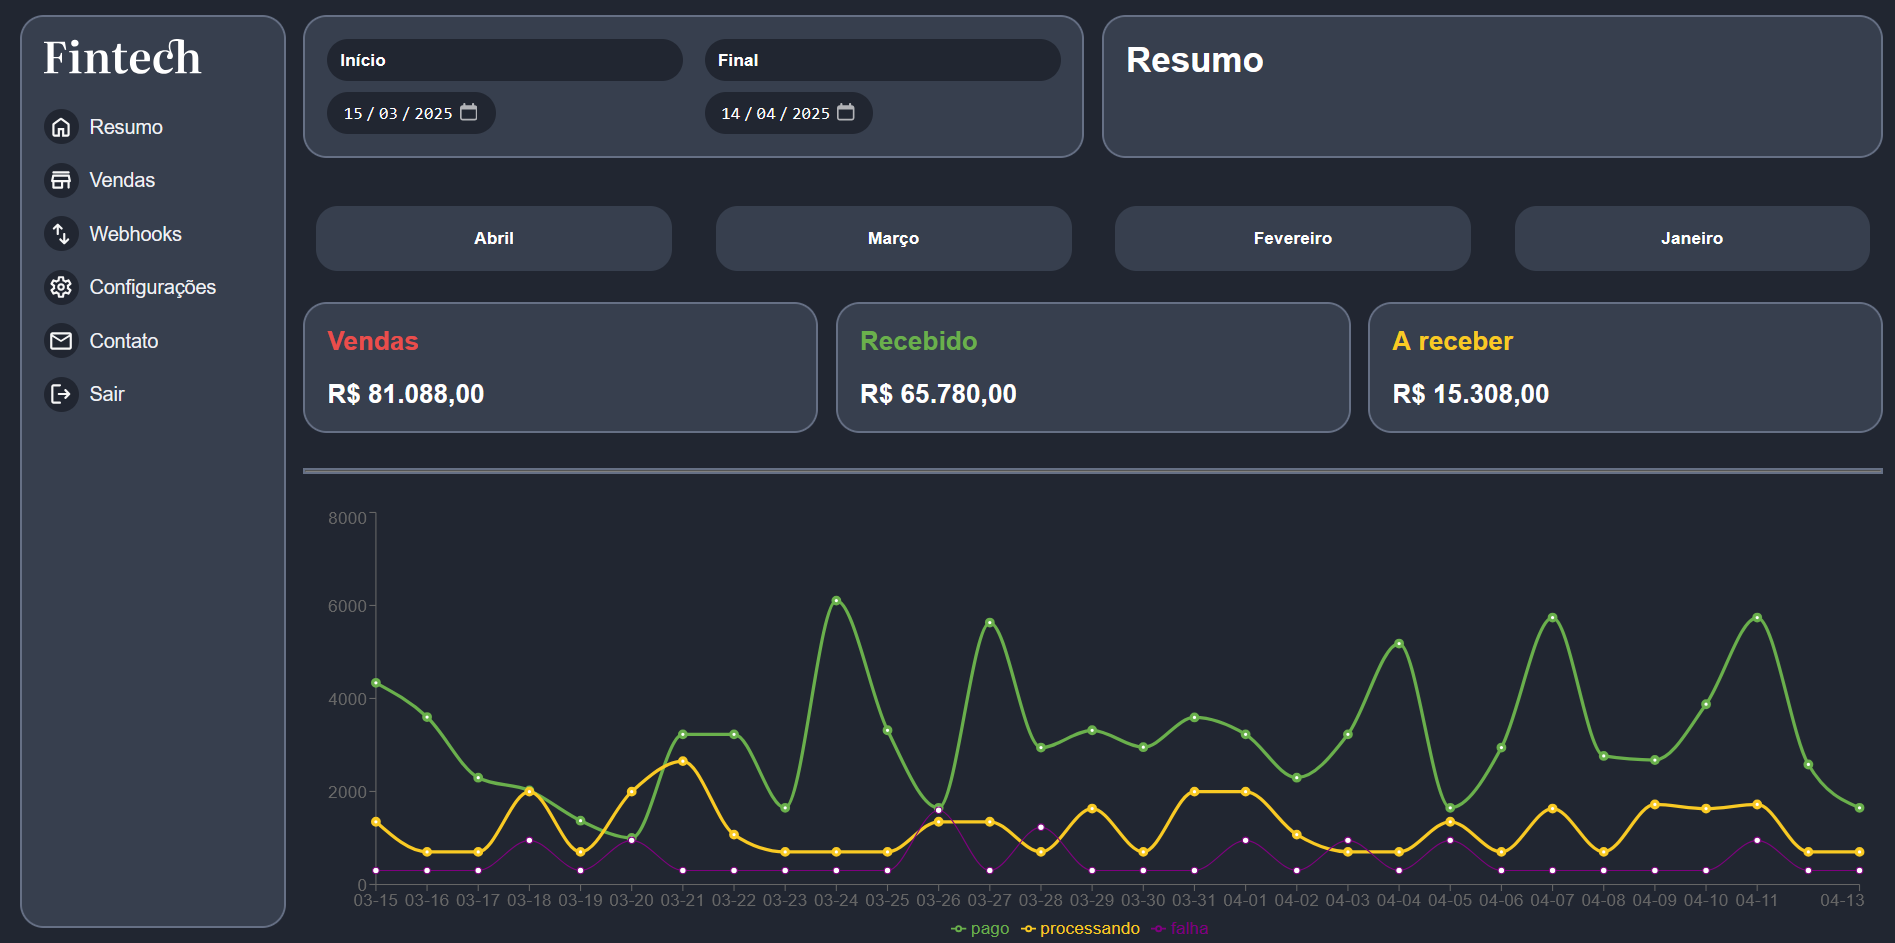 Fintech
Resumo
Vendas
Webhooks
Configurações
Contato
Sair
Início
Final
15/03/2025
14/04/2025
Resumo
Abril
Março
Fevereiro
Janeiro
Vendas
R$ 81.088,00
Recebido
R$ 65.780,00
A receber
R$ 15.308,00
8000
6000
4000
2000
0
03-15 03-16 03-17 03-18 03-19 03-20 03-21 03-22 03-23 03-24 03-25 03-26 03-27 03-28 03-29 03-30 03-31 04-01 04-02 04-03 04-04 04-05 04-06 04-07 04-08 04-09 04-10 04-11 04-13
pago processando falha